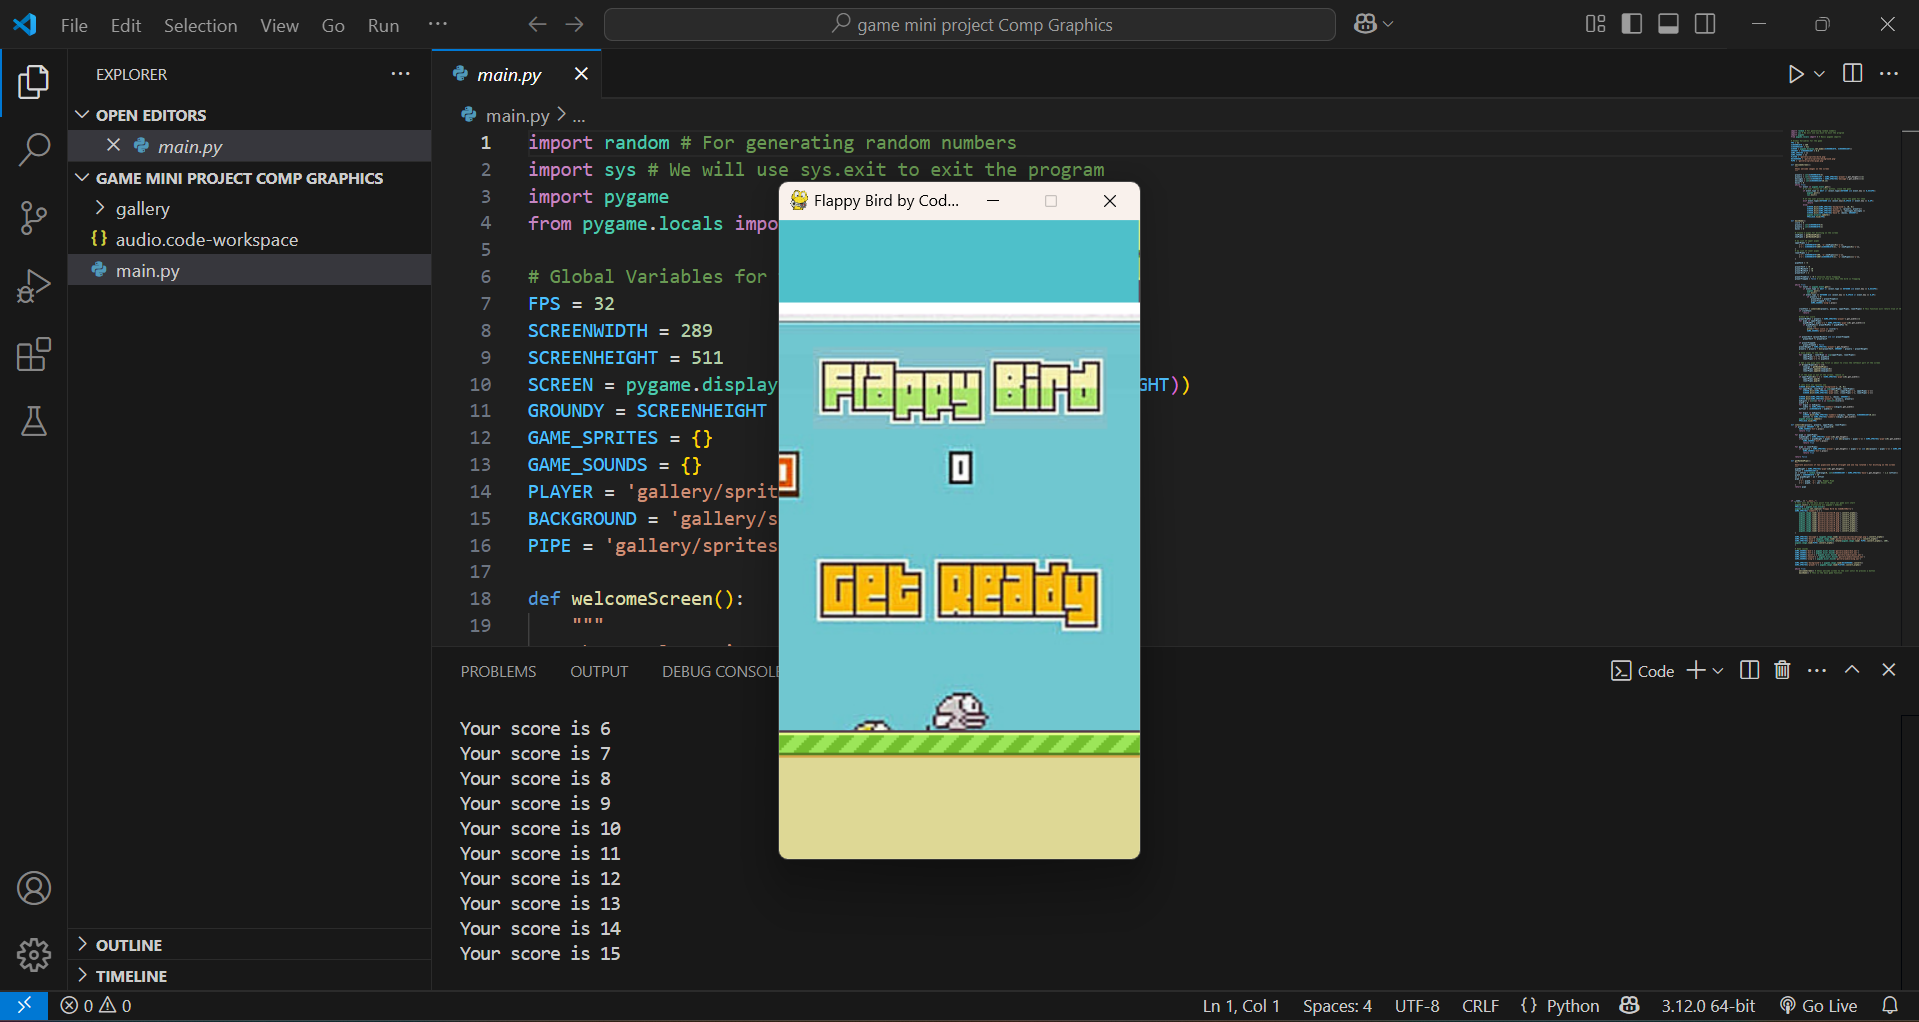 File Edit Selection View Go Run ···
game mini project Comp Graphics
EXPLORER
OPEN EDITORS
main.py
GAME MINI PROJECT COMP GRAPHICS
gallery
{} audio.code-workspace
main.py
OUTLINE
TIMELINE
main.py
main.py > ...
1 import random # For generating random numbers
2 import sys # We will use sys.exit to exit the program
3 import pygame
4 from pygame.locals impo
5
6 # Global Variables for
7 FPS = 32
8 SCREENWIDTH = 289
9 SCREENHEIGHT = 511
10 SCREEN = pygame.display GHT))
11 GROUNDY = SCREENHEIGHT
12 GAME_SPRITES = {}
13 GAME_SOUNDS = {}
14 PLAYER = 'gallery/sprit
15 BACKGROUND = 'gallery/s
16 PIPE = 'gallery/sprites
17
18 def welcomeScreen():
19 """
Flappy Bird by Cod...
Flappy Bird
0
0
Get Ready
PROBLEMS OUTPUT DEBUG CONSOLE
Code
Your score is 6
Your score is 7
Your score is 8
Your score is 9
Your score is 10
Your score is 11
Your score is 12
Your score is 13
Your score is 14
Your score is 15
0 0
Ln 1, Col 1 Spaces: 4 UTF-8 CRLF {} Python 3.12.0 64-bit Go Live